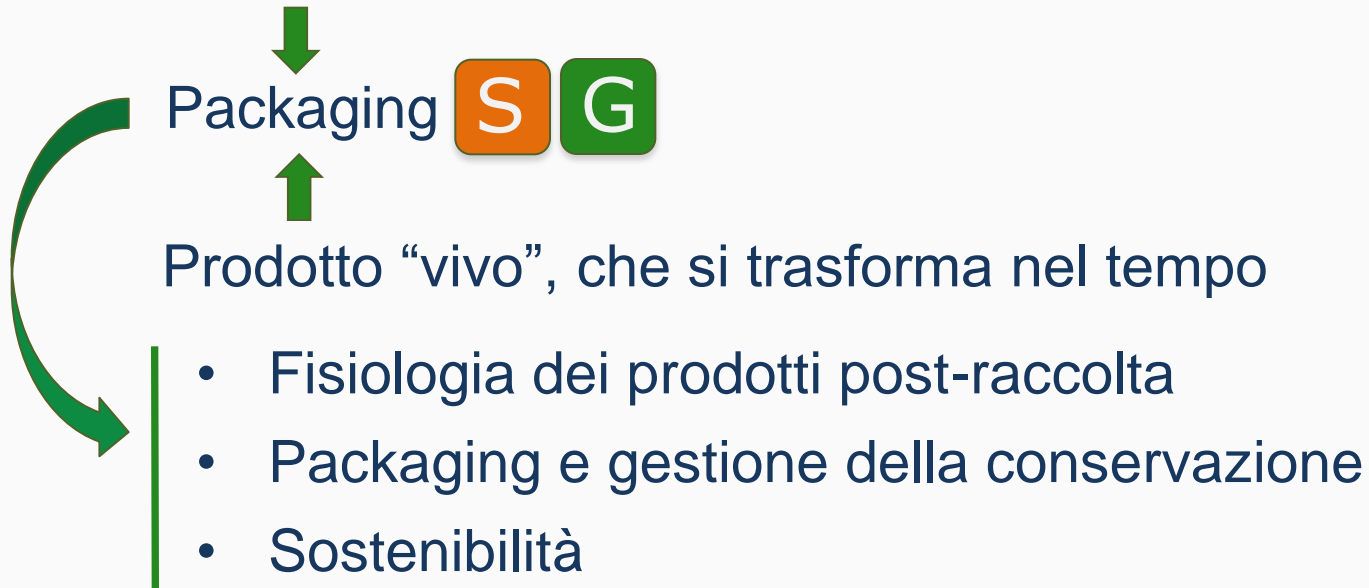 Packaging S G
Prodotto “vivo”, che si trasforma nel tempo
• Fisiologia dei prodotti post-raccolta
• Packaging e gestione della conservazione
• Sostenibilità